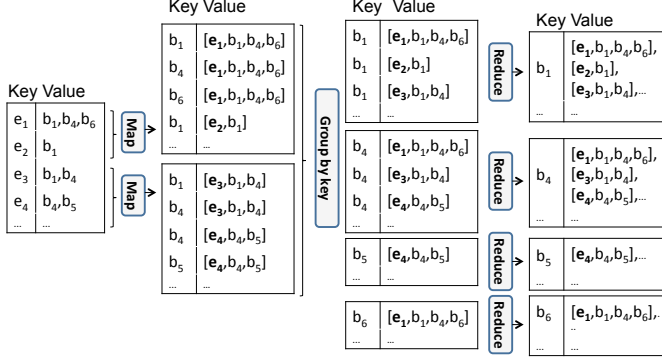 Key Value
e1 b1,b4,b6
e2 b1
e3 b1,b4
e4 b4,b5
... ...
Map
Map
Key Value
b1 [e1,b1,b4,b6]
b4 [e1,b1,b4,b6]
b6 [e1,b1,b4,b6]
b1 [e2,b1]
... ...
b1 [e3,b1,b4]
b4 [e3,b1,b4]
b4 [e4,b4,b5]
b5 [e4,b4,b5]
... ...
Group by key
Key Value
b1 [e1,b1,b4,b6]
b1 [e2,b1]
b1 [e3,b1,b4]
... ...
b4 [e1,b1,b4,b6]
b4 [e3,b1,b4]
b4 [e4,b4,b5]
... ...
b5 [e4,b4,b5]
... ...
b6 [e1,b1,b4,b6]
... ...
Reduce
Reduce
Reduce
Reduce
Key Value
[e1,b1,b4,b6],
b1 [e2,b1],
[e3,b1,b4],...
... ...
[e1,b1,b4,b6],
b4 [e3,b1,b4],
[e4,b4,b5],...
... ...
b5 [e4,b4,b5],...
... ...
b6 [e1,b1,b4,b6],..
..
... ...